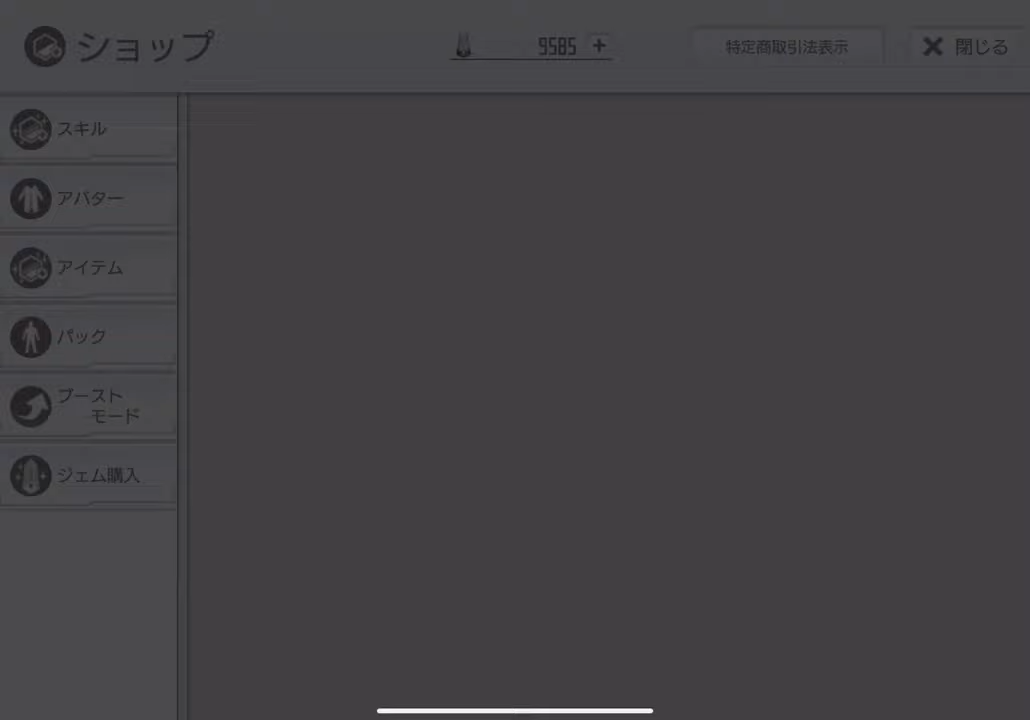 ショップ
9585 +
特定商取引法表示
閉じる
スキル
アバター
アイテム
パック
ブースト
モード
ジェム購入